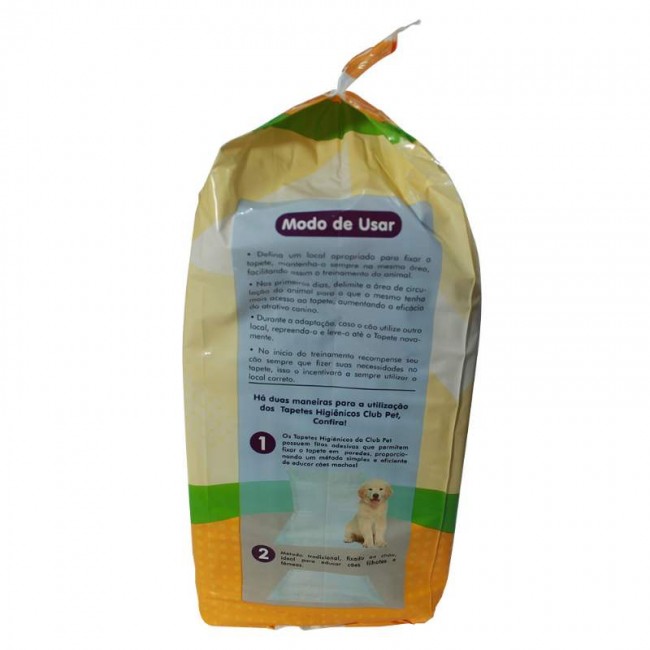 Modo de Usar
• Defina um local apropriado para fixar o
tapete, mantenha-o sempre na mesma área,
facilitando assim o treinamento do animal.
• Nos primeiros dias, delimite a área de circu-
lação do animal para o que o mesmo tenha
mais acesso ao tapete, aumentando a eficácia
do atrativo canino.
• Durante a adaptação, caso o cão utilize outro
local, repreenda-o e leve-o até o Tapete nova-
mente.
• No início do treinamento recompense seu
cão sempre que fizer suas necessidades no
tapete, isso o incentivará a sempre utilizar o
local correto.
Há duas maneiras para a utilização
dos Tapetes Higiênicos Club Pet,
Confira!
1
Os Tapetes Higiênicos da Club Pet
possuem fitas adesivas que permitem
fixar o tapete em paredes, proporcio-
nando um método simples e eficiente
de educar cães machos!
2
Método tradicional, fixado ao chão,
Ideal para educar cães filhotes e
fêmeas.